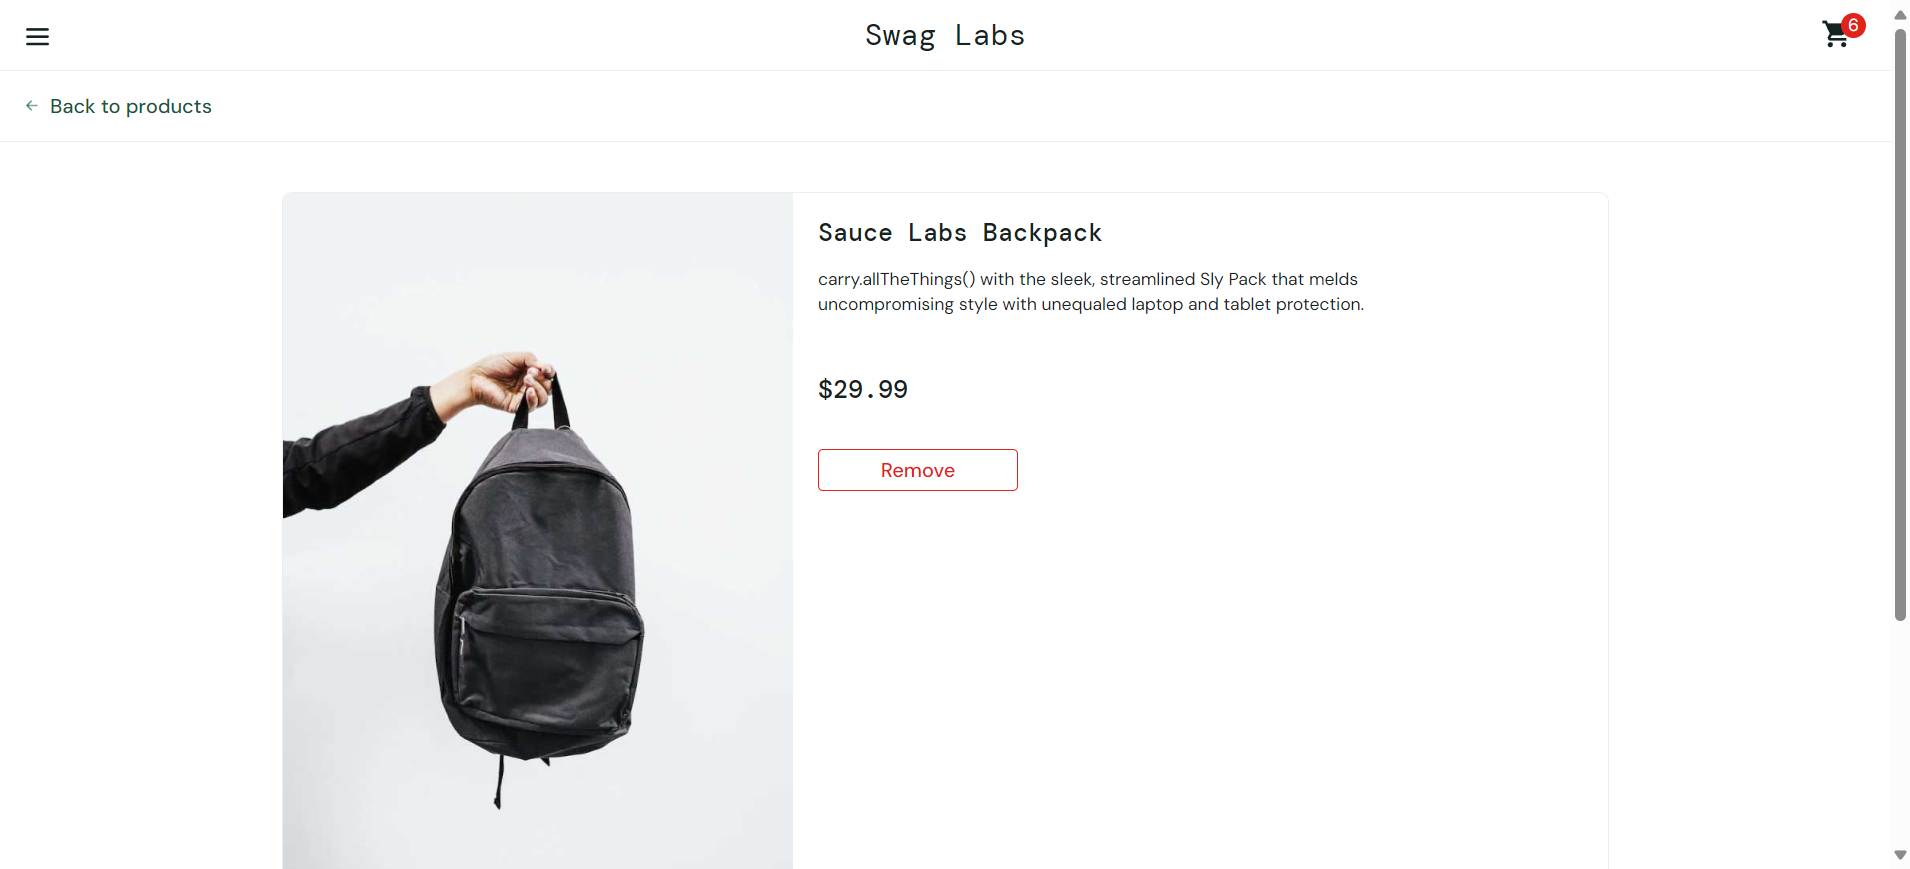 Swag Labs
6
Back to products
Sauce Labs Backpack
carry.allTheThings() with the sleek, streamlined Sly Pack that melds
uncompromising style with unequaled laptop and tablet protection.
$29.99
Remove